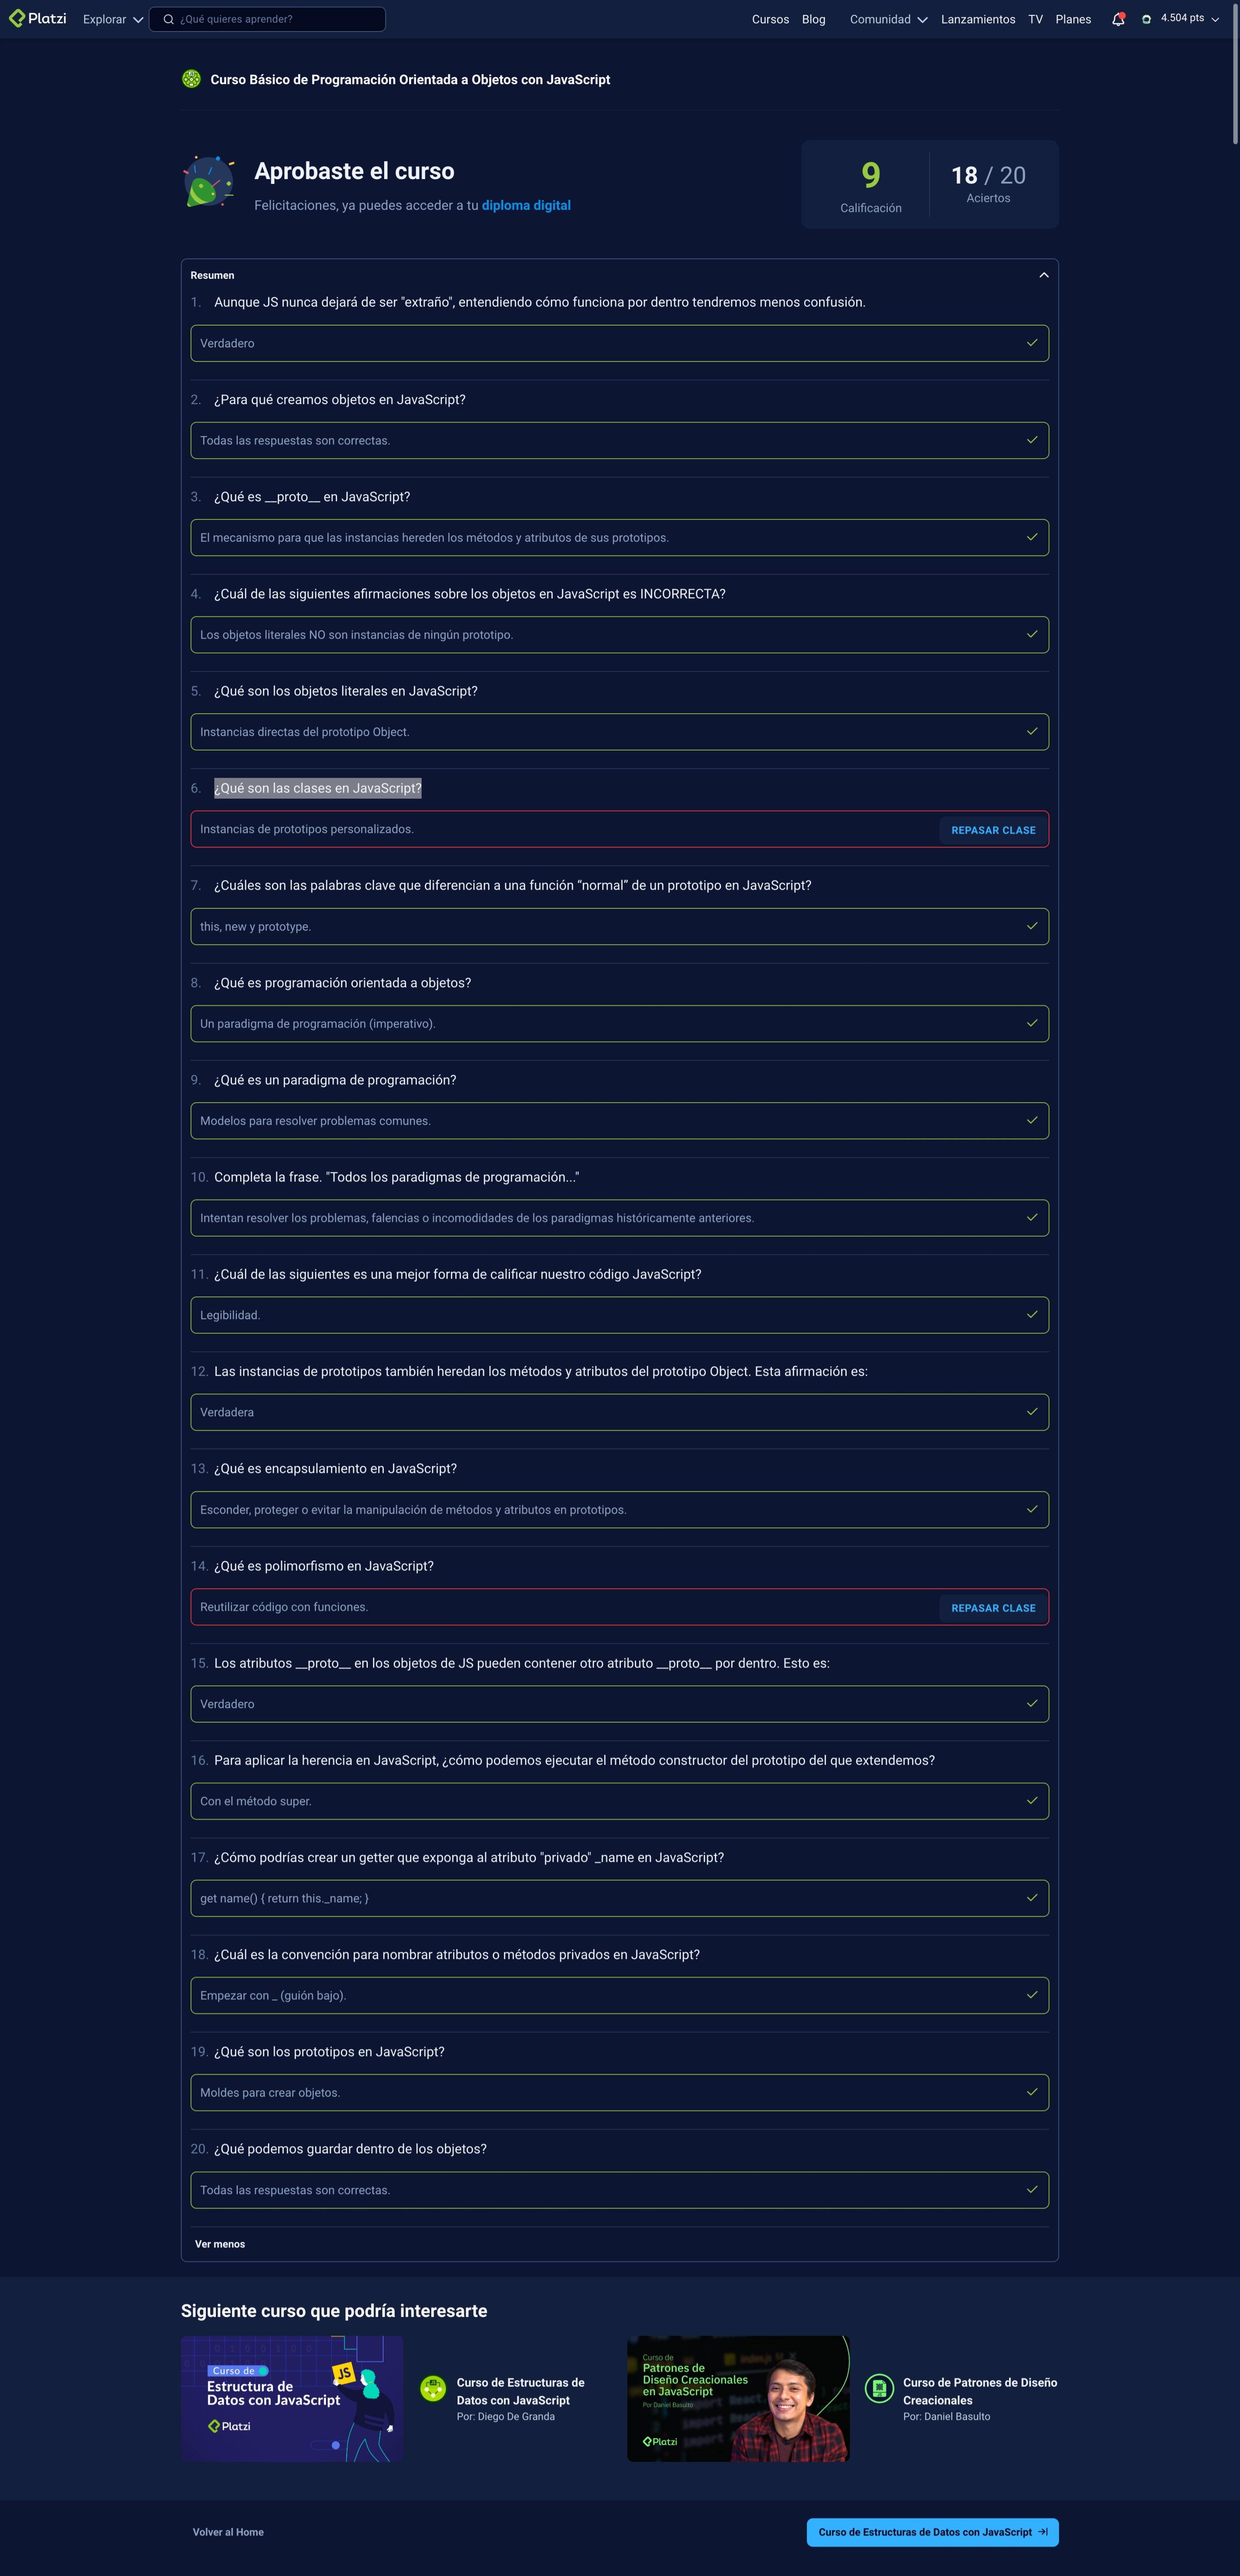 Platzi
Explorar
¿Qué quieres aprender?
Cursos
Blog
Comunidad
Lanzamientos
TV
Planes
4.504 pts
Curso Básico de Programación Orientada a Objetos con JavaScript
Aprobaste el curso
Felicitaciones, ya puedes acceder a tu diploma digital
9
Calificación
18 / 20
Aciertos
Resumen
1. Aunque JS nunca dejará de ser "extraño", entendiendo cómo funciona por dentro tendremos menos confusión.
Verdadero
2. ¿Para qué creamos objetos en JavaScript?
Todas las respuestas son correctas.
3. ¿Qué es __proto__ en JavaScript?
El mecanismo para que las instancias hereden los métodos y atributos de sus prototipos.
4. ¿Cuál de las siguientes afirmaciones sobre los objetos en JavaScript es INCORRECTA?
Los objetos literales NO son instancias de ningún prototipo.
5. ¿Qué son los objetos literales en JavaScript?
Instancias directas del prototipo Object.
6. ¿Qué son las clases en JavaScript?
Instancias de prototipos personalizados.
REPASAR CLASE
7. ¿Cuáles son las palabras clave que diferencian a una función “normal” de un prototipo en JavaScript?
this, new y prototype.
8. ¿Qué es programación orientada a objetos?
Un paradigma de programación (imperativo).
9. ¿Qué es un paradigma de programación?
Modelos para resolver problemas comunes.
10. Completa la frase. "Todos los paradigmas de programación..."
Intentan resolver los problemas, falencias o incomodidades de los paradigmas históricamente anteriores.
11. ¿Cuál de las siguientes es una mejor forma de calificar nuestro código JavaScript?
Legibilidad.
12. Las instancias de prototipos también heredan los métodos y atributos del prototipo Object. Esta afirmación es:
Verdadera
13. ¿Qué es encapsulamiento en JavaScript?
Esconder, proteger o evitar la manipulación de métodos y atributos en prototipos.
14. ¿Qué es polimorfismo en JavaScript?
Reutilizar código con funciones.
REPASAR CLASE
15. Los atributos __proto__ en los objetos de JS pueden contener otro atributo __proto__ por dentro. Esto es:
Verdadero
16. Para aplicar la herencia en JavaScript, ¿cómo podemos ejecutar el método constructor del prototipo del que extendemos?
Con el método super.
17. ¿Cómo podrías crear un getter que exponga al atributo "privado" _name en JavaScript?
get name() { return this._name; }
18. ¿Cuál es la convención para nombrar atributos o métodos privados en JavaScript?
Empezar con _ (guión bajo).
19. ¿Qué son los prototipos en JavaScript?
Moldes para crear objetos.
20. ¿Qué podemos guardar dentro de los objetos?
Todas las respuestas son correctas.
Ver menos
Siguiente curso que podría interesarte
Curso de
Estructura de
Datos con JavaScript
Platzi
JS
Curso de Estructuras de
Datos con JavaScript
Por: Diego De Granda
Curso de
Patrones de
Diseño Creacionales
en JavaScript
Por Daniel Basulto
Platzi
Curso de Patrones de Diseño
Creacionales
Por: Daniel Basulto
Volver al Home
Curso de Estructuras de Datos con JavaScript